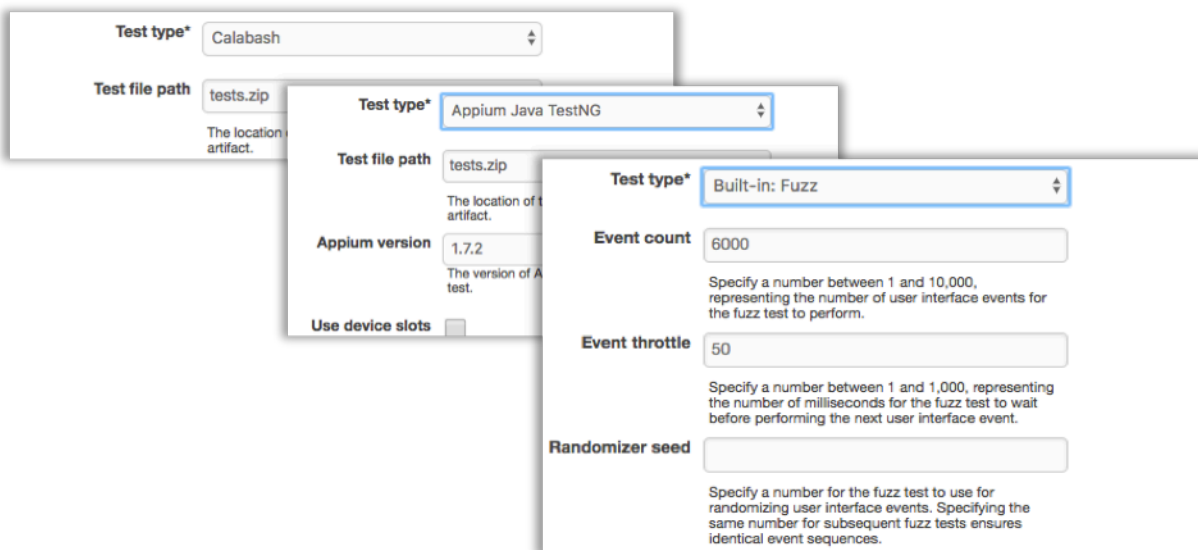 Test type*
Calabash
Test file path
tests.zip
The location
artifact.
Test type*
Appium Java TestNG
Test file path
tests.zip
The location of
artifact.
Appium version
1.7.2
The version of
test.
Use device slots
Test type*
Built-in: Fuzz
Event count
6000
Specify a number between 1 and 10,000,
representing the number of user interface events for
the fuzz test to perform.
Event throttle
50
Specify a number between 1 and 1,000, representing
the number of milliseconds for the fuzz test to wait
before performing the next user interface event.
Randomizer seed
Specify a number for the fuzz test to use for
randomizing user interface events. Specifying the
same number for subsequent fuzz tests ensures
identical event sequences.